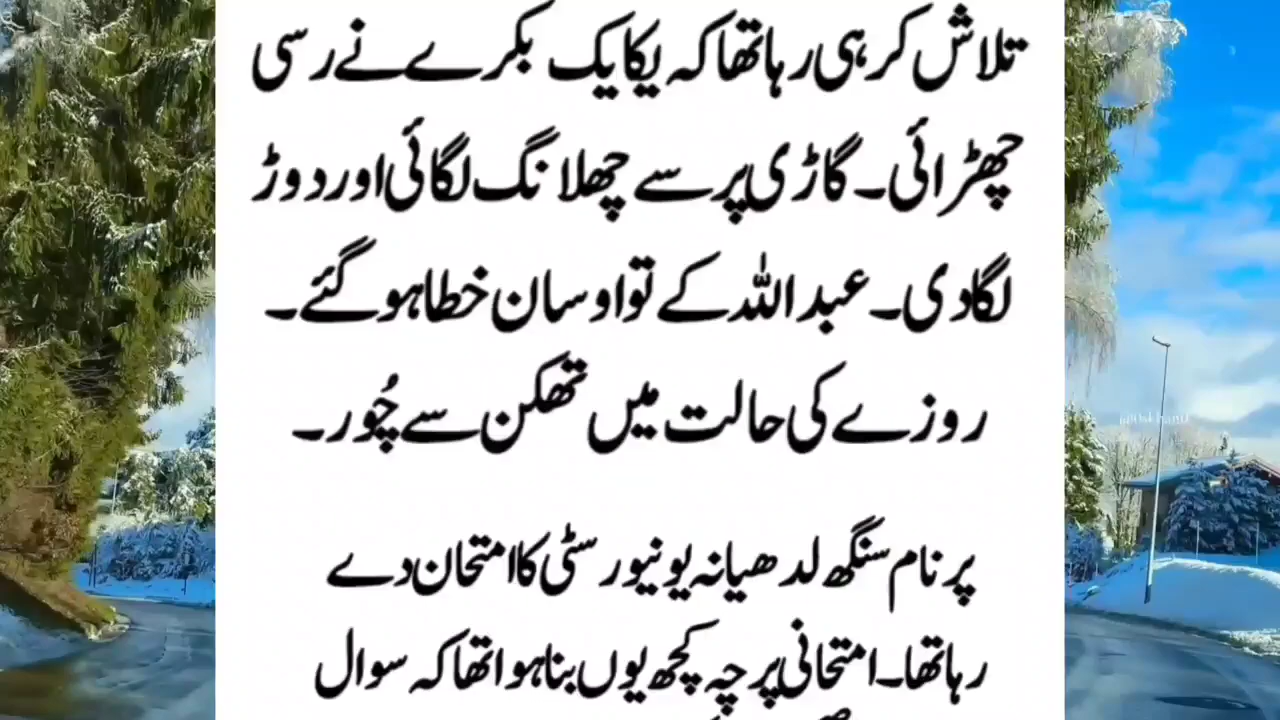 تلاش کر ہی رہا تھا کہ یکایک بکرے نے رسی
چھڑائی۔ گاڑی پر سے چھلانگ لگائی اور دوڑ
لگا دی۔ عبداللہ کے تو اوسان خطا ہو گئے۔
روزے کی حالت میں تھکن سے چُور۔
پرنام سنگھ لدھیانہ یونیورسٹی کا امتحان دے
رہا تھا۔ امتحانی پرچہ کچھ یوں بنا ہوا تھا کہ سوال